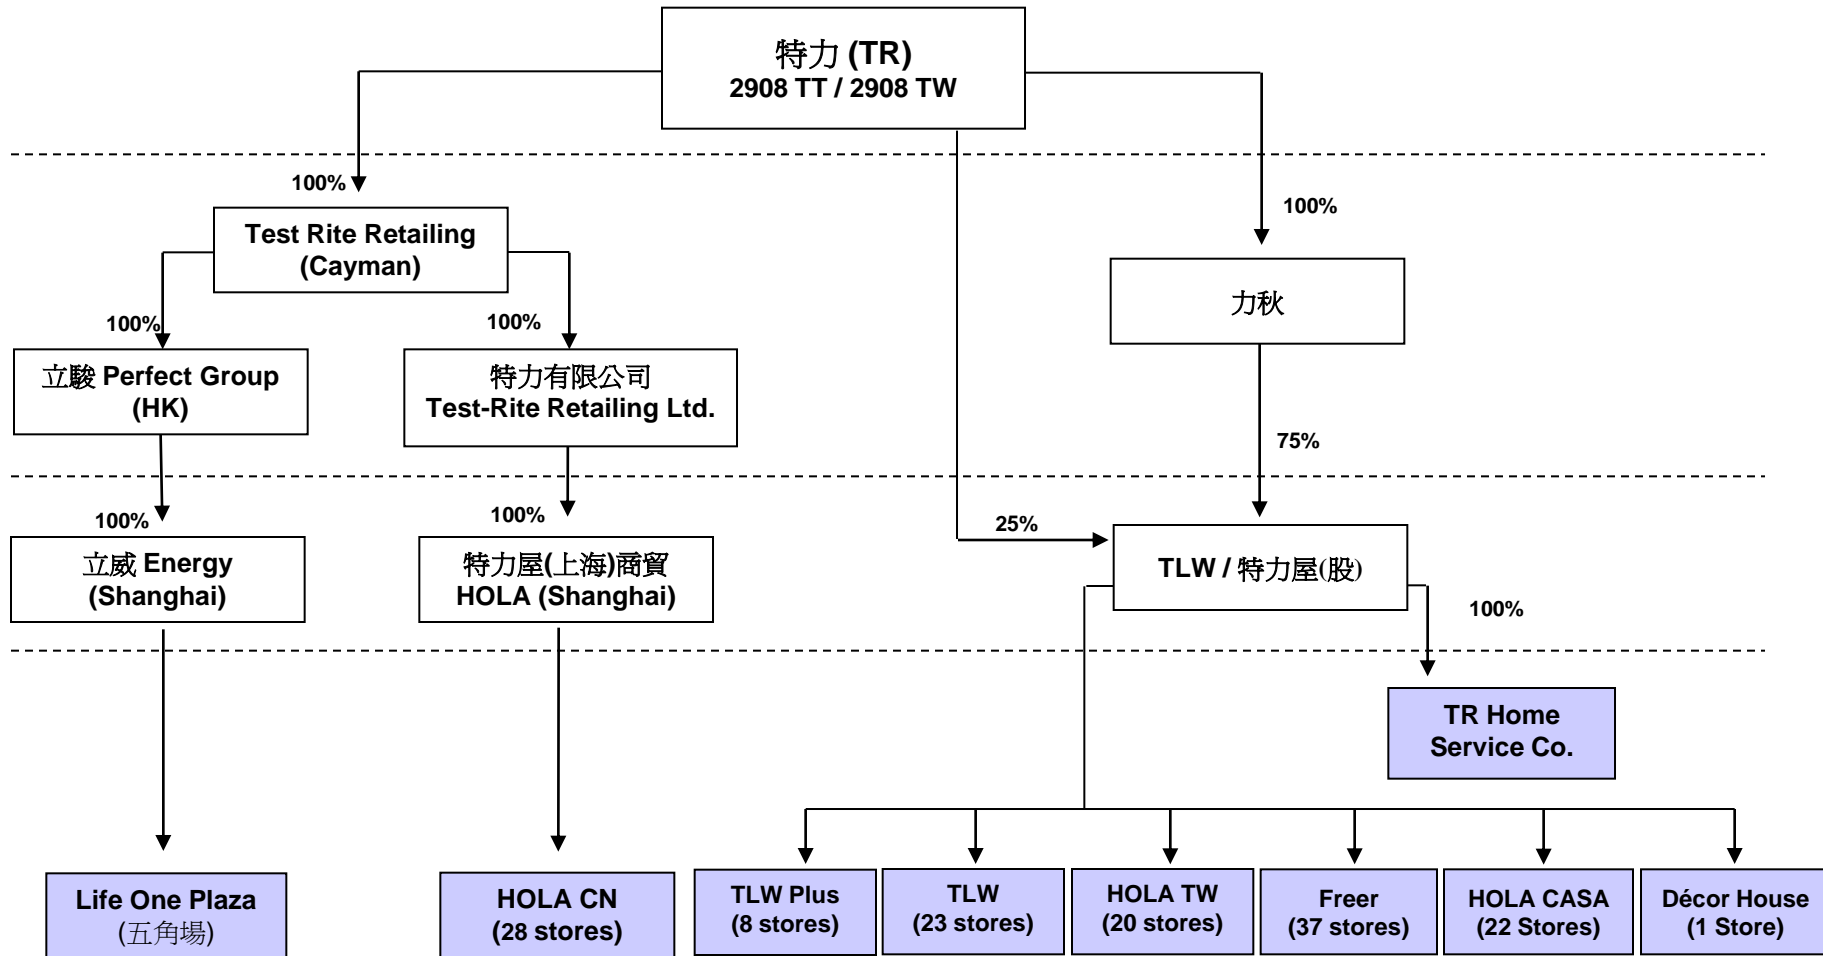 特力 (TR)
2908 TT / 2908 TW
100%
100%
Test Rite Retailing
(Cayman)
力秋
100%
100%
立駿 Perfect Group
(HK)
特力有限公司
Test-Rite Retailing Ltd.
75%
100%
100%
25%
立威 Energy
(Shanghai)
特力屋(上海)商貿
HOLA (Shanghai)
TLW / 特力屋(股)
100%
TR Home
Service Co.
Life One Plaza
(五角場)
HOLA CN
(28 stores)
TLW Plus
(8 stores)
TLW
(23 stores)
HOLA TW
(20 stores)
Freer
(37 stores)
HOLA CASA
(22 Stores)
Décor House
(1 Store)